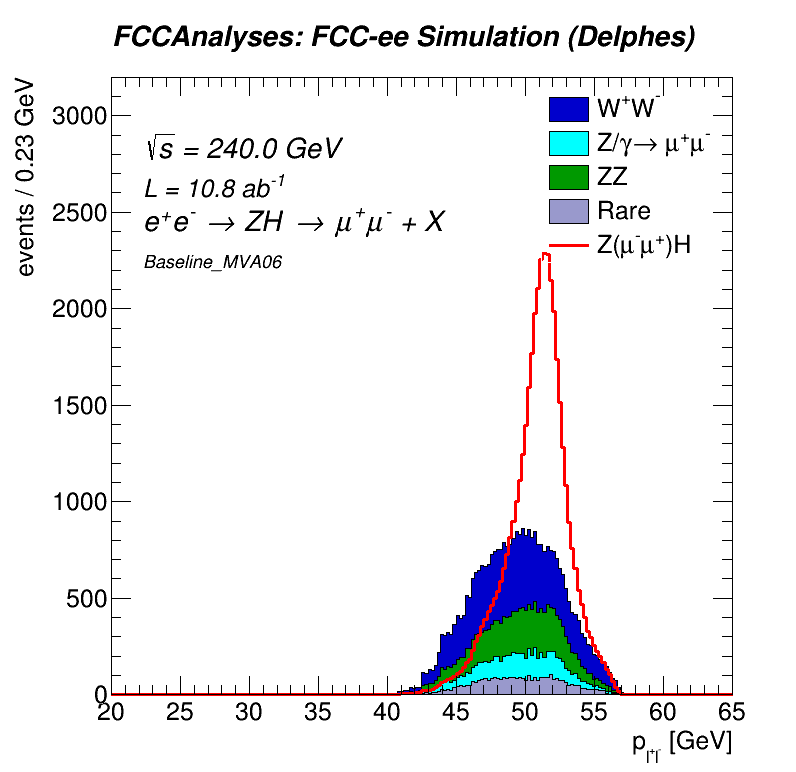 FCCAnalyses: FCC-ee Simulation (Delphes)
events / 0.23 GeV
3000
2500
2000
1500
1000
500
0
√s = 240.0 GeV
L = 10.8 ab⁻¹
e⁺e⁻ → ZH → μ⁺μ⁻ + X
Baseline_MVA06
W⁺W⁻
Z/γ→ μ⁺μ⁻
ZZ
Rare
Z(μ⁻μ⁺)H
20 25 30 35 40 45 50 55 60 65
p_l⁺l⁻ [GeV]